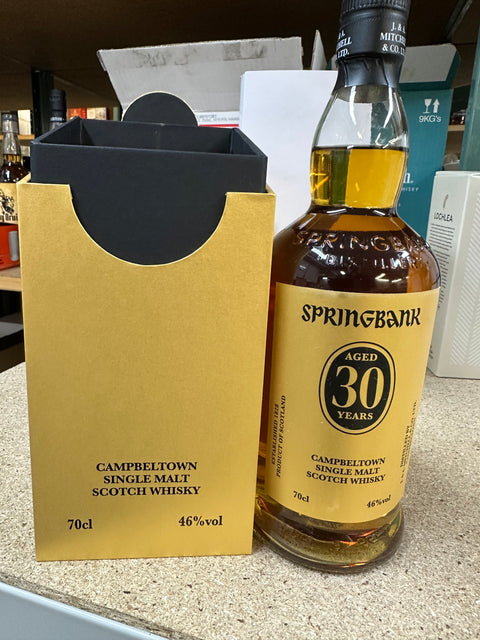 J. & A.
MITCHELL
& CO. LTD.
9KG's
LOCHLEA
SPRINGBANK
DISTILLERY
SPRINGBANK
AGED
30
YEARS
ESTABLISHED 1828
PRODUCT OF SCOTLAND
CAMPBELTOWN
SINGLE MALT
SCOTCH WHISKY
70cl
46%vol
CAMPBELTOWN
SINGLE MALT
SCOTCH WHISKY
70cl
46%vol